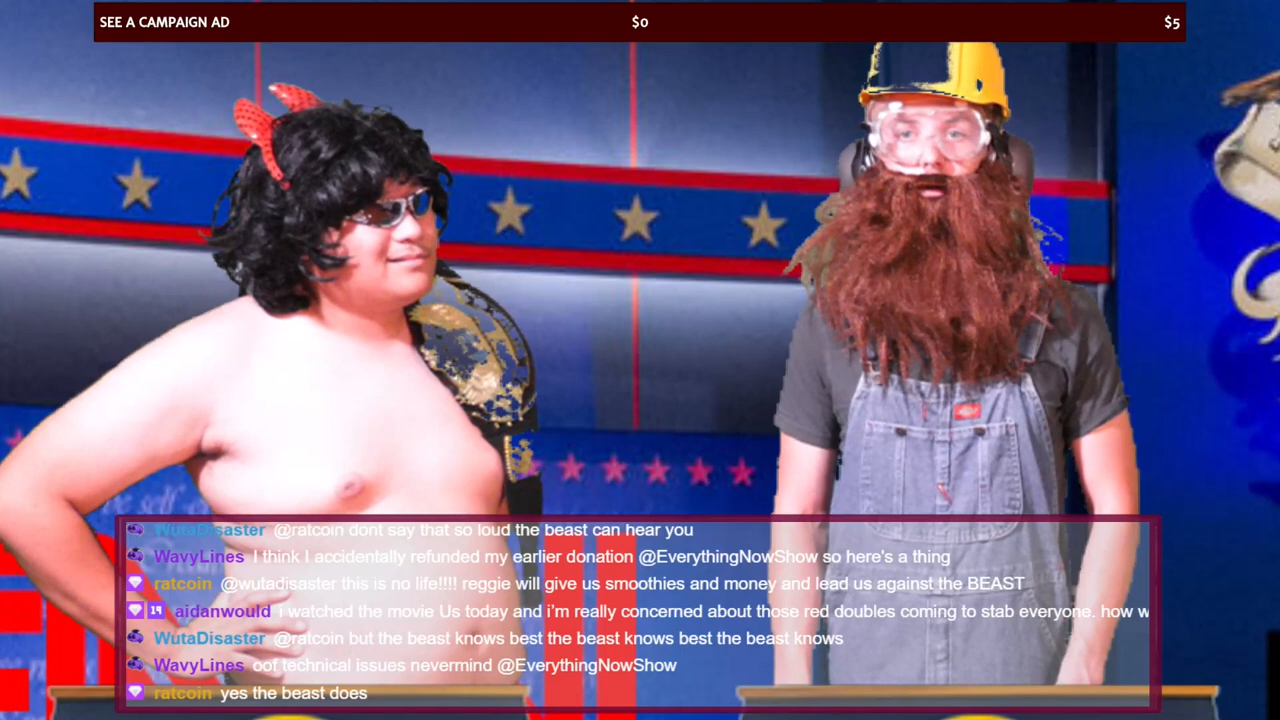 SEE A CAMPAIGN AD $0 $5
WutaDisaster @ratcoin dont say that so loud the beast can hear you
WavyLines I think I accidentally refunded my earlier donation @EverythingNowShow so here's a thing
ratcoin @wutadisaster this is no life!!!! reggie will give us smoothies and money and lead us against the BEAST
14 aidanwould i watched the movie Us today and i'm really concerned about those red doubles coming to stab everyone. how w
WutaDisaster @ratcoin but the beast knows best the beast knows best the beast knows
WavyLines oof technical issues nevermind @EverythingNowShow
ratcoin yes the beast does